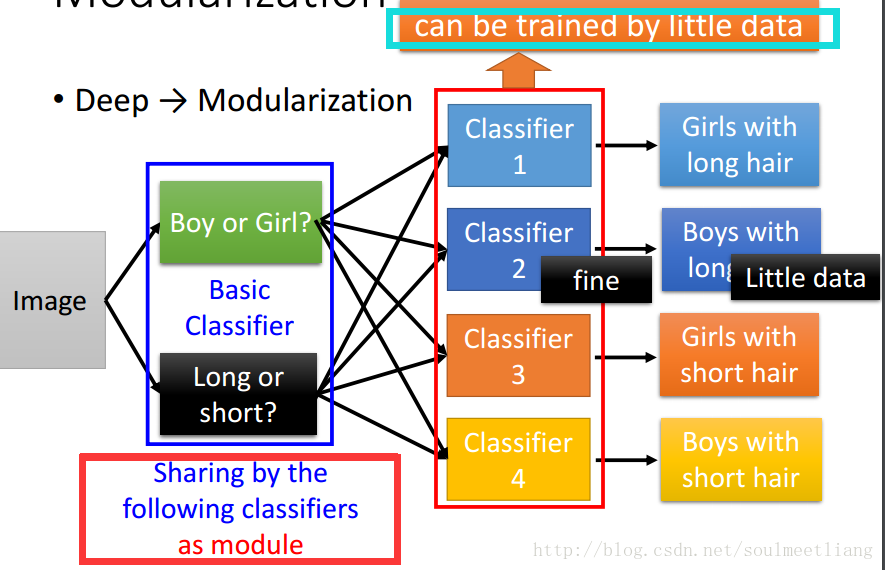 Modularization
can be trained by little data
• Deep → Modularization
Image
Boy or Girl?
Basic
Classifier
Long or
short?
Sharing by the
following classifiers
as module
Classifier
1
Girls with
long hair
Classifier
2
fine
Boys with
long
Little data
Classifier
3
Girls with
short hair
Classifier
4
Boys with
short hair
http://blog.csdn.net/soulmeetliang